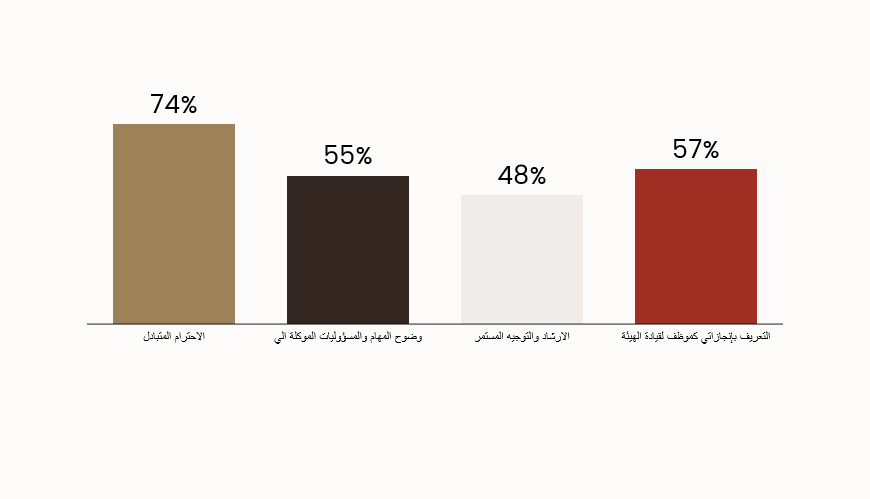 74%
55%
48%
57%
الاحترام المتبادل
وضوح المهام والمسؤوليات الموكلة الي
الارشاد والتوجيه المستمر
التعريف بإنجازاتي كموظف لقيادة الهيئة